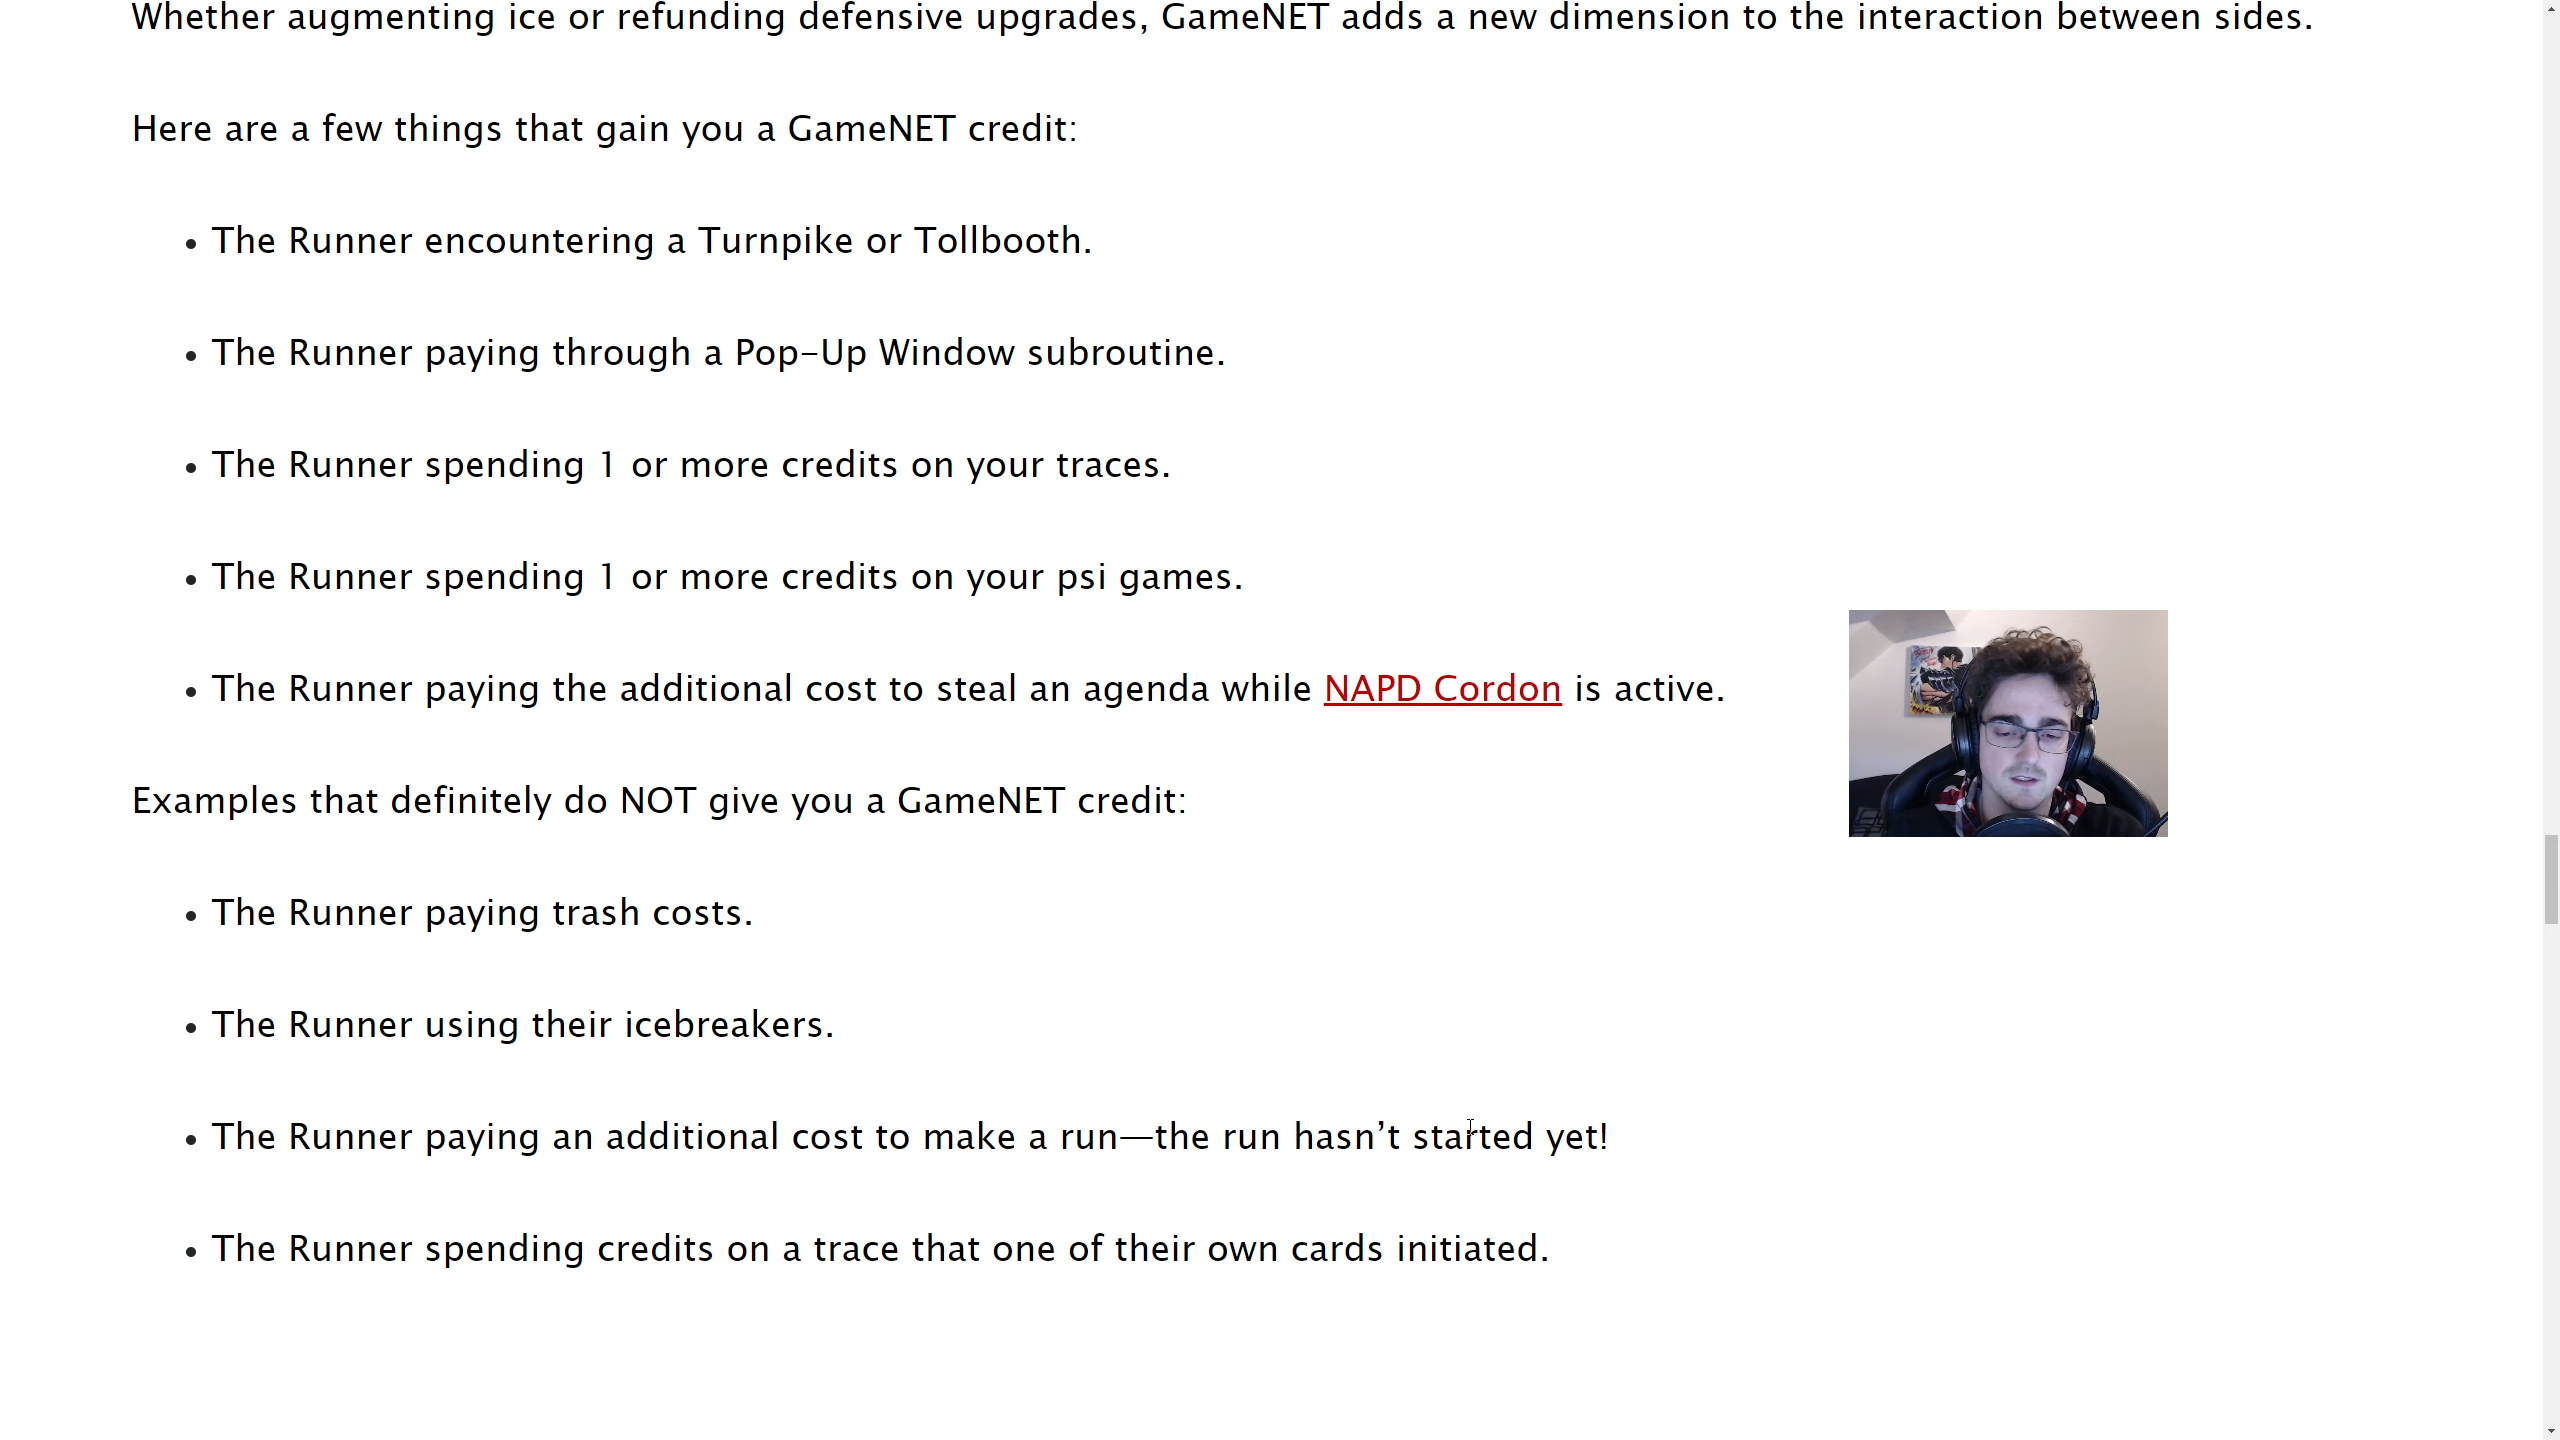 Whether augmenting ice or refunding defensive upgrades, GameNET adds a new dimension to the interaction between sides.
Here are a few things that gain you a GameNET credit:
• The Runner encountering a Turnpike or Tollbooth.
• The Runner paying through a Pop-Up Window subroutine.
• The Runner spending 1 or more credits on your traces.
• The Runner spending 1 or more credits on your psi games.
• The Runner paying the additional cost to steal an agenda while NAPD Cordon is active.
Examples that definitely do NOT give you a GameNET credit:
• The Runner paying trash costs.
• The Runner using their icebreakers.
• The Runner paying an additional cost to make a run—the run hasn’t started yet!
• The Runner spending credits on a trace that one of their own cards initiated.